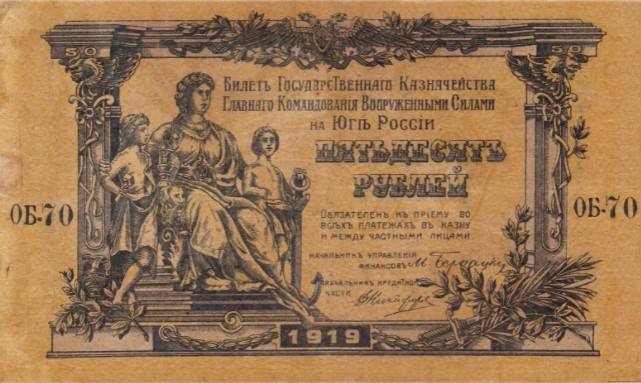 50 50
Билетъ Государственнаго Казначейства
Главнаго Командованія Вооруженными Силами
на Югѣ Россіи
ПЯТЬДЕСЯТЪ
РУБЛЕЙ
ОБ-70 ОБ-70
Обязателенъ къ пріему во
всѣхъ платежахъ въ казну
и между частными лицами.
НАЧАЛЬНИКЪ УПРАВЛЕНІЯ
ФИНАНСОВЪ
НАЧАЛЬНИКЪ КРЕДИТНОЙ
ЧАСТИ
1919